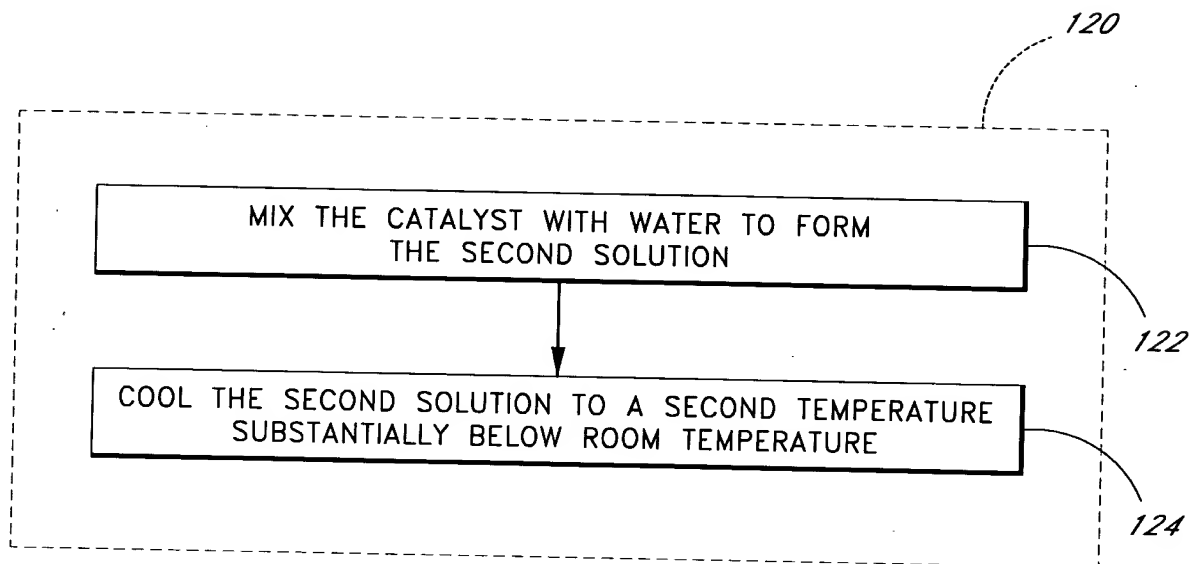 120
MIX THE CATALYST WITH WATER TO FORM
THE SECOND SOLUTION
122
COOL THE SECOND SOLUTION TO A SECOND TEMPERATURE
SUBSTANTIALLY BELOW ROOM TEMPERATURE
124